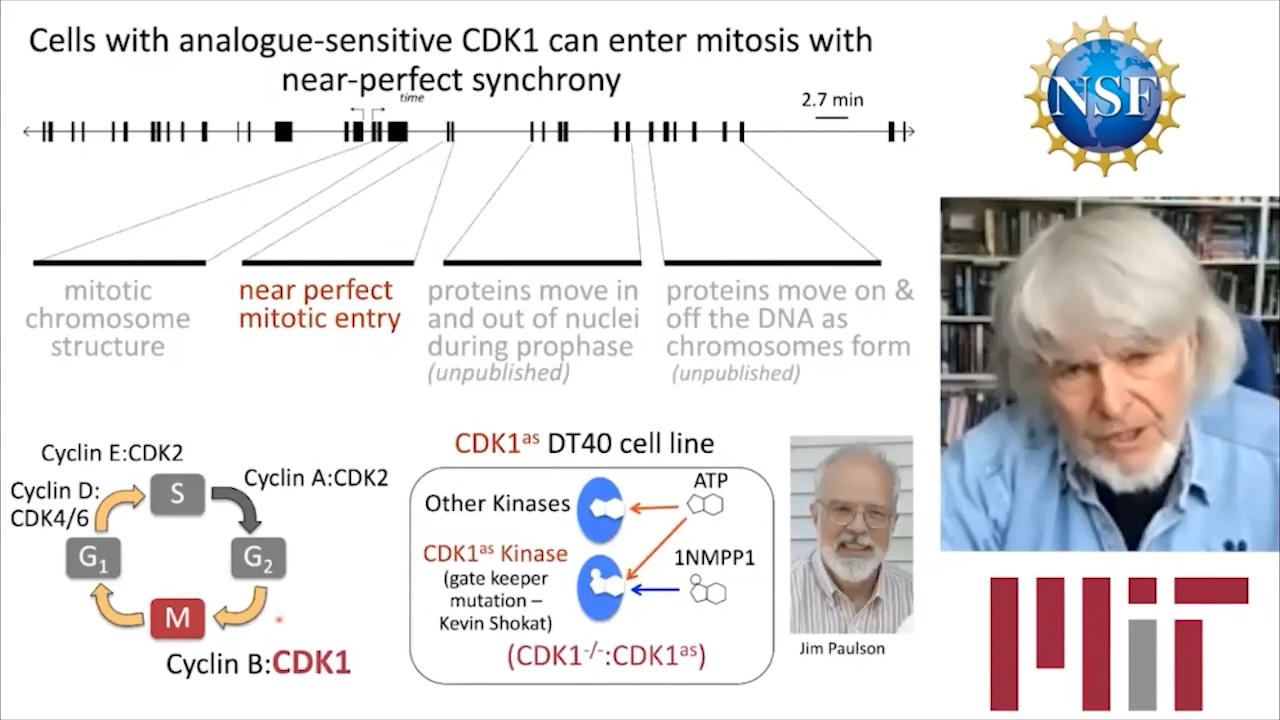 Cells with analogue-sensitive CDK1 can enter mitosis with
near-perfect synchrony
time
2.7 min
mitotic
chromosome
structure
near perfect
mitotic entry
proteins move in
and out of nuclei
during prophase
(unpublished)
proteins move on &
off the DNA as
chromosomes form
(unpublished)
Cyclin E:CDK2
Cyclin A:CDK2
Cyclin D:
CDK4/6
S
G1
G2
M
Cyclin B:CDK1
CDK1as DT40 cell line
Other Kinases
ATP
CDK1as Kinase
(gate keeper
mutation –
Kevin Shokat)
1NMPP1
(CDK1-/-:CDK1as)
Jim Paulson
NSF
MIT